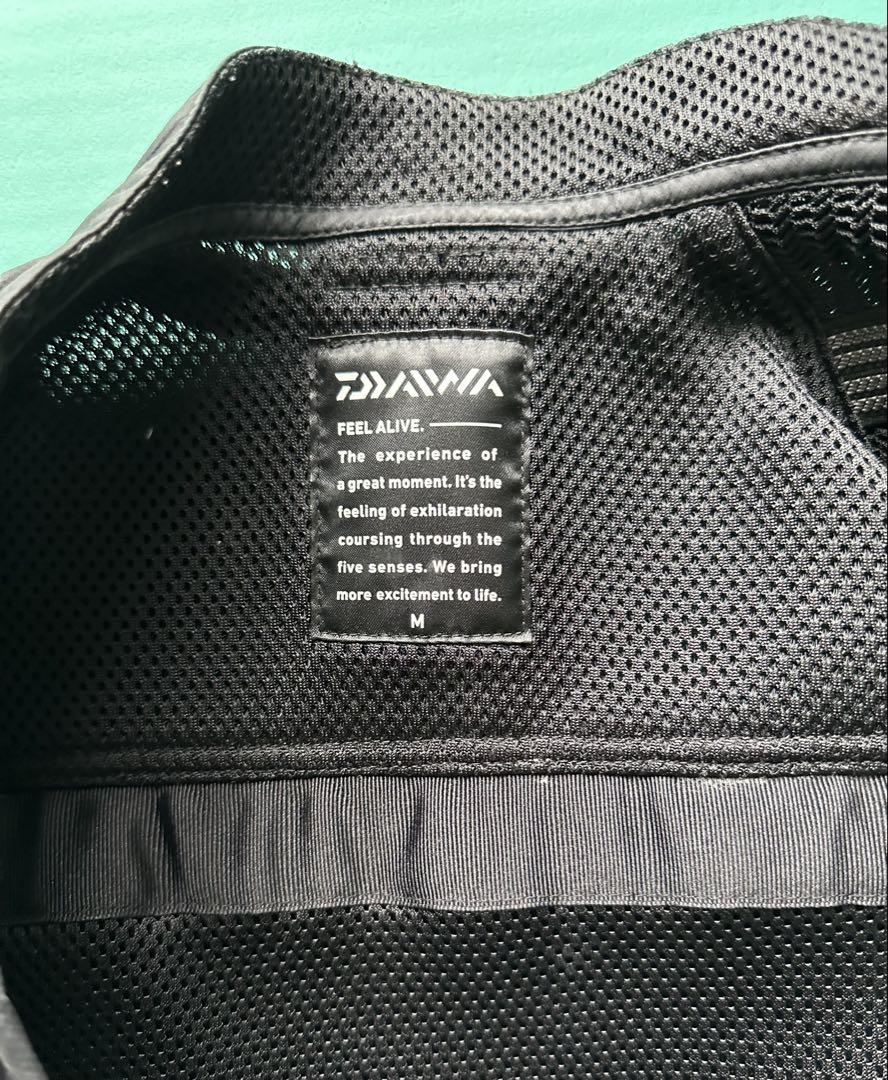 DAIWA
FEEL ALIVE.
The experience of
a great moment. It's the
feeling of exhilaration
coursing through the
five senses. We bring
more excitement to life.
M